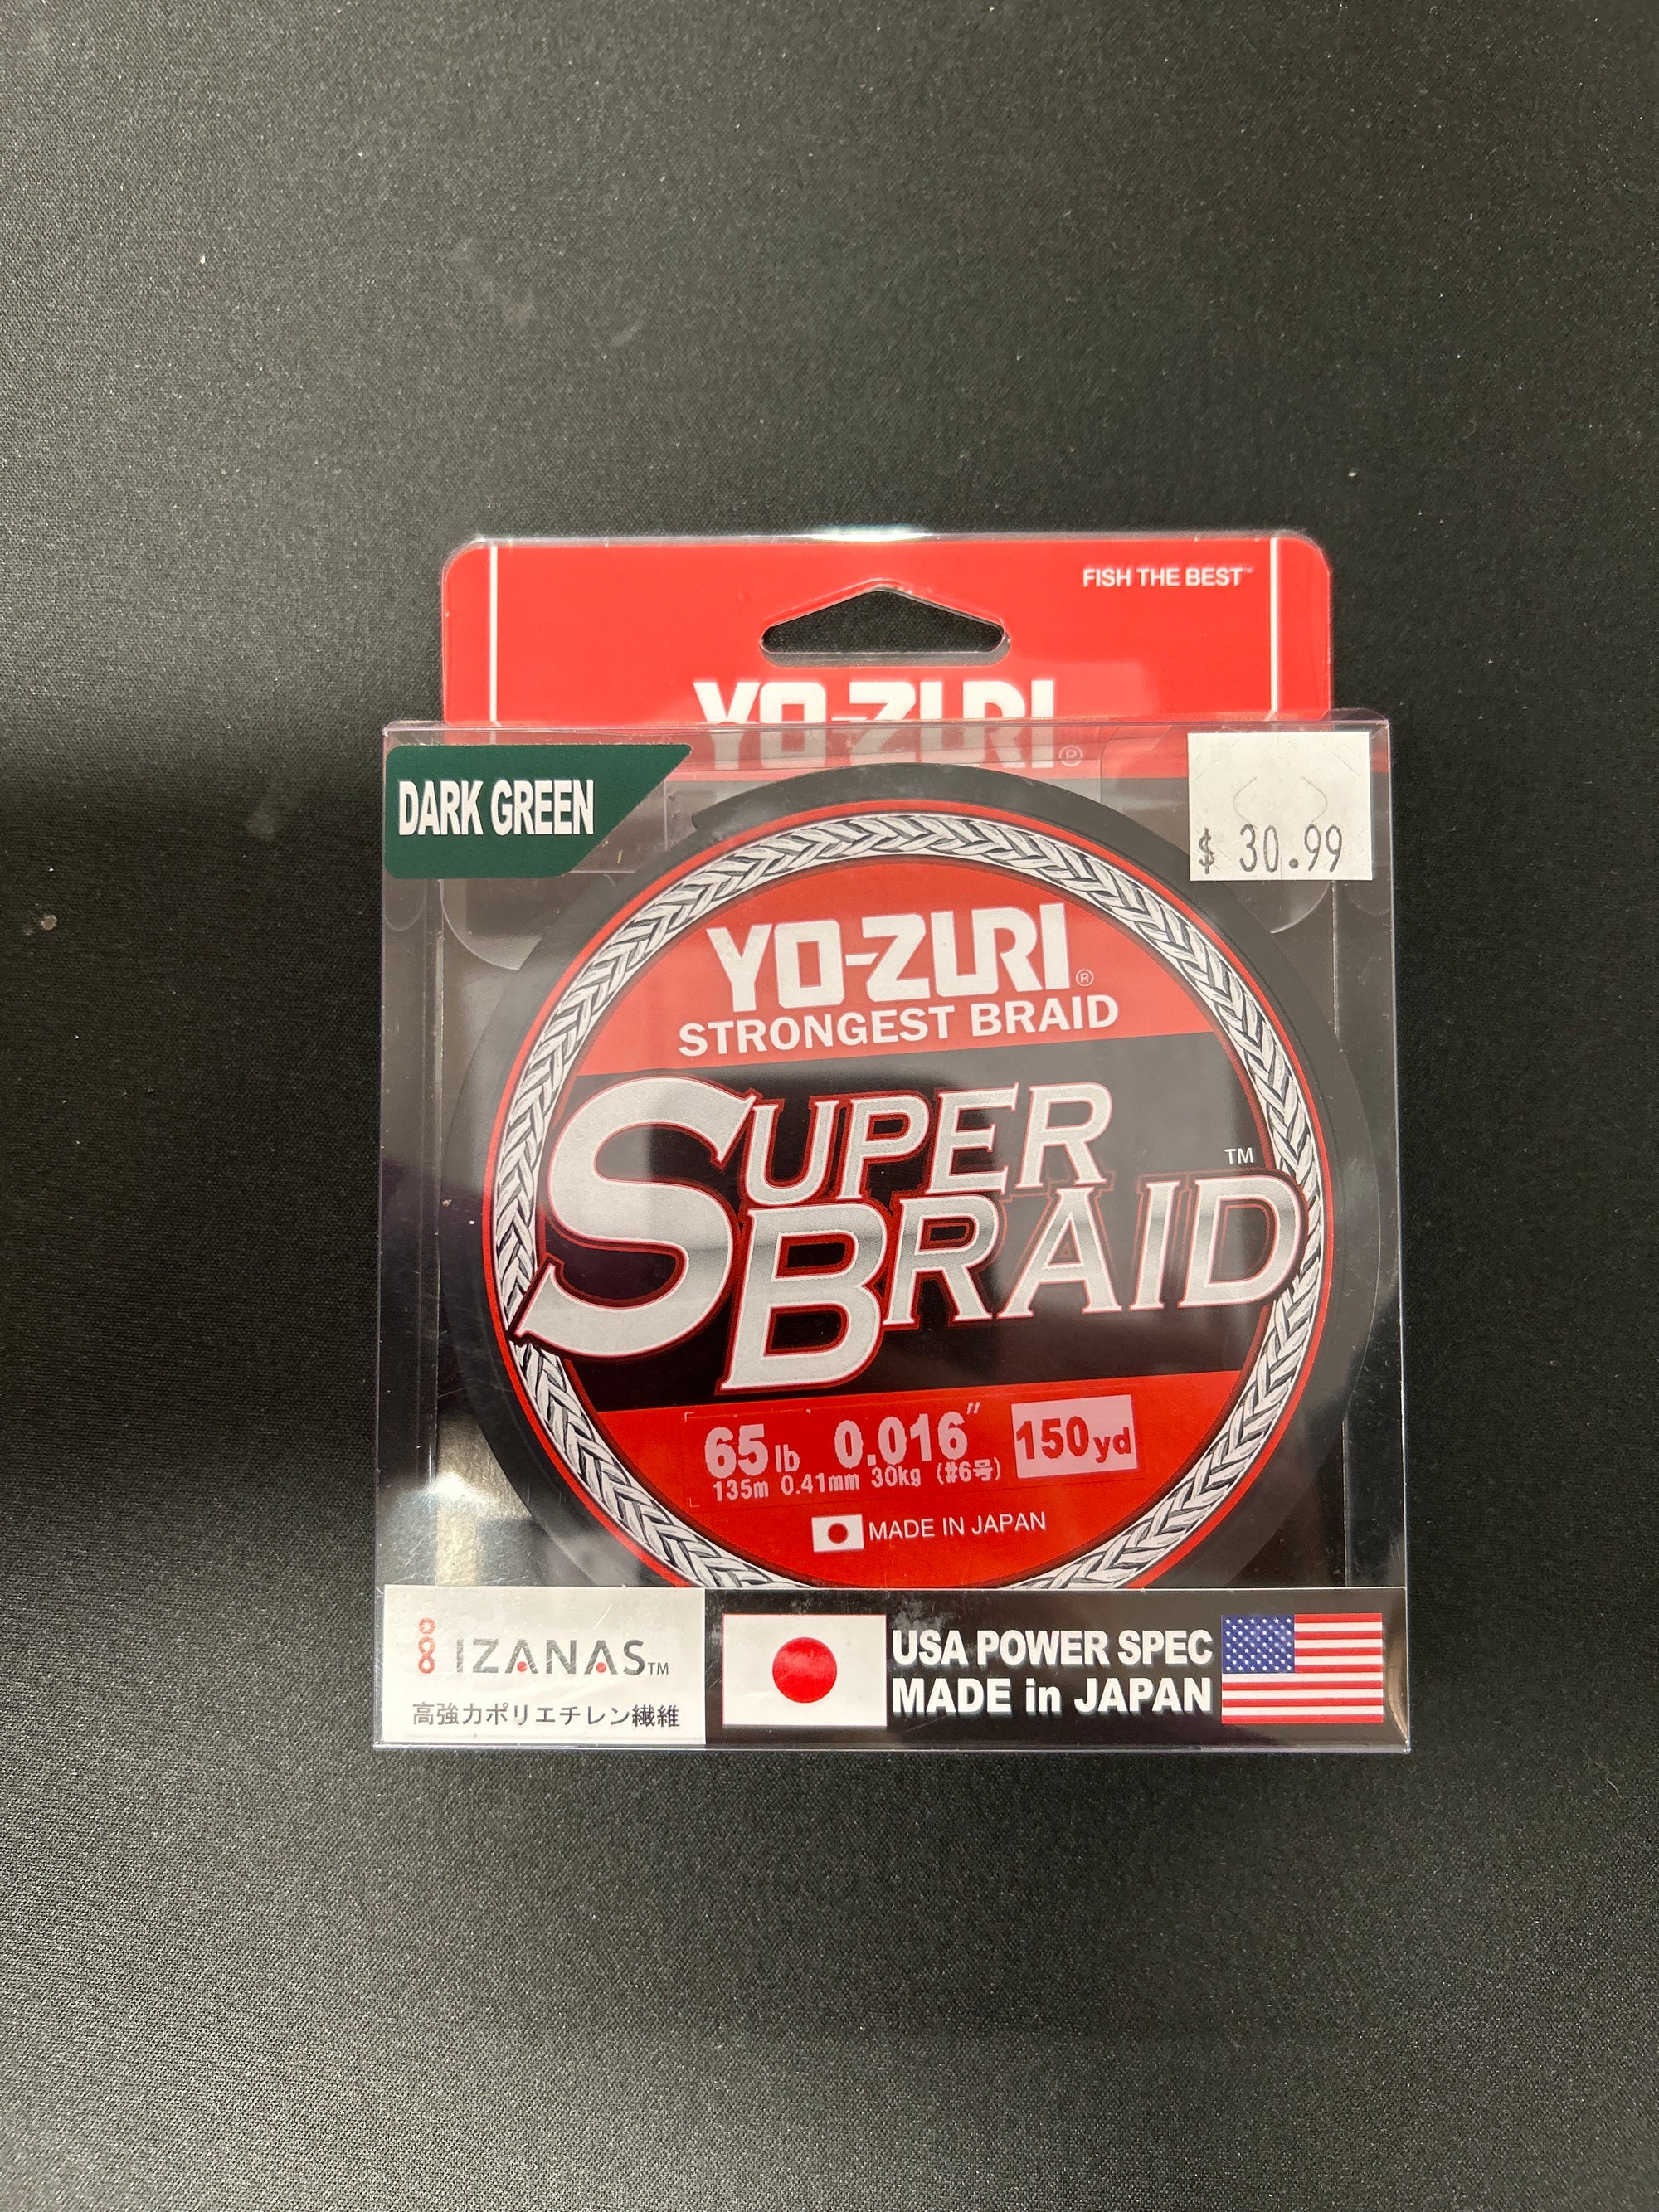 FISH THE BEST™
YO-ZURI®
DARK GREEN
$ 30.99
YO-ZURI®
STRONGEST BRAID
SUPER
BRAID™
65lb 0.016" 150yd
135m 0.41mm 30kg (#6号)
MADE IN JAPAN
IZANAS™
高強力ポリエチレン繊維
USA POWER SPEC
MADE in JAPAN